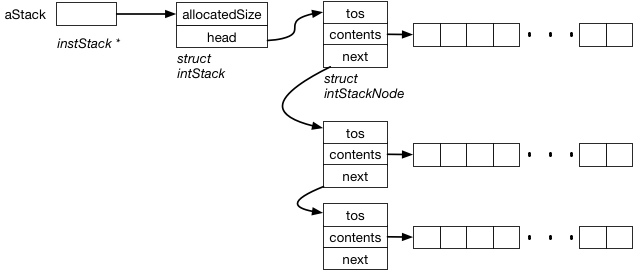 aStack
instStack *
allocatedSize
head
struct
intStack
tos
contents
next
struct
intStackNode
tos
contents
next
tos
contents
next